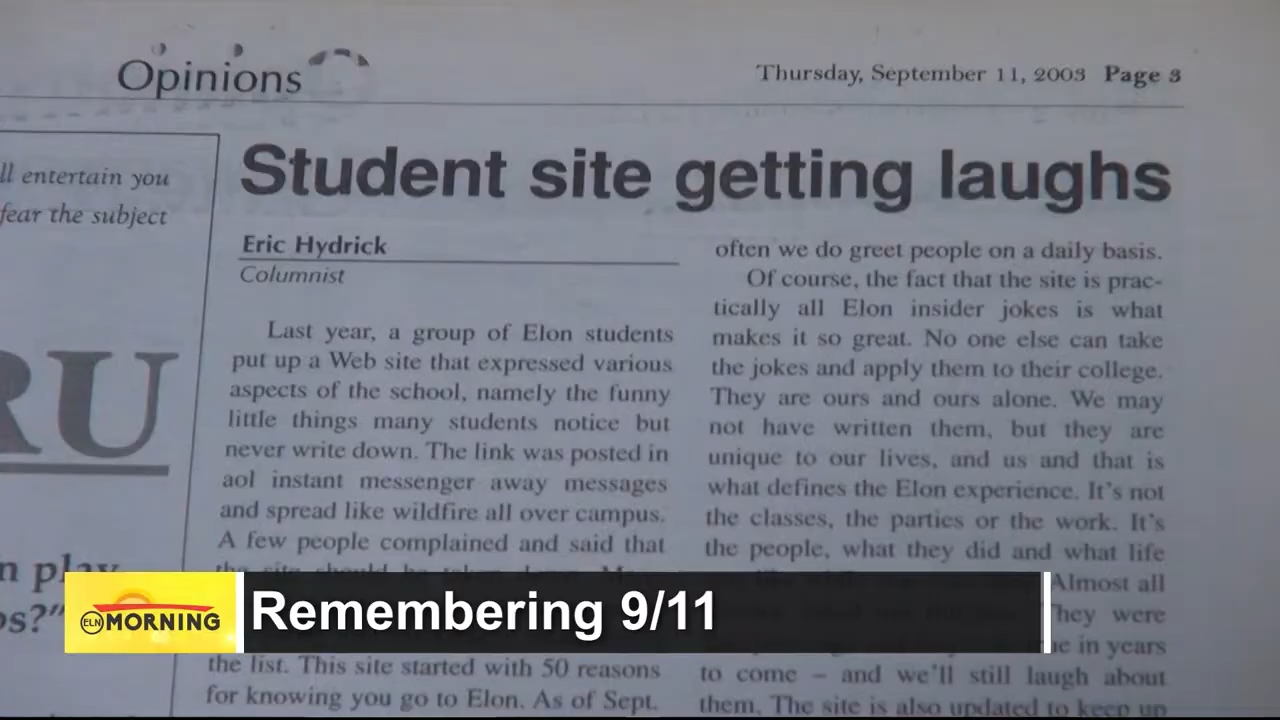 Opinions
Thursday, September 11, 2003 Page 3
ll entertain you
fear the subject
RU
n play
os?"
Student site getting laughs
Eric Hydrick
Columnist
Last year, a group of Elon students
put up a Web site that expressed various
aspects of the school, namely the funny
little things many students notice but
never write down. The link was posted in
aol instant messenger away messages
and spread like wildfire all over campus.
A few people complained and said that
the site should be taken down.
the list. This site started with 50 reasons
for knowing you go to Elon. As of Sept.
often we do greet people on a daily basis.
Of course, the fact that the site is prac-
tically all Elon insider jokes is what
makes it so great. No one else can take
the jokes and apply them to their college.
They are ours and ours alone. We may
not have written them, but they are
unique to our lives, and us and that is
what defines the Elon experience. It's not
the classes, the parties or the work. It's
the people, what they did and what life
Almost all
They were
ue in years
to come – and we'll still laugh about
them. The site is also updated to keep up
ELN MORNING
Remembering 9/11